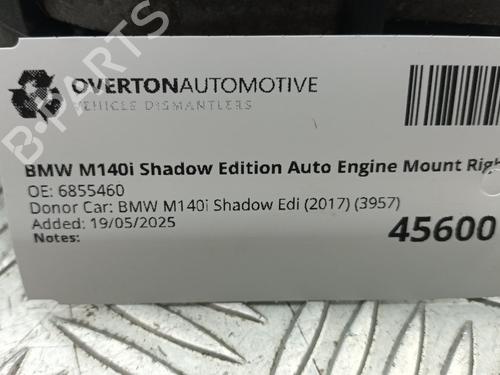 OVERTONAUTOMOTIVE
VEHICLE DISMANTLERS
BMW M140i Shadow Edition Auto Engine Mount Righ
OE: 6855460
Donor Car: BMW M140i Shadow Edi (2017) (3957)
Added: 19/05/2025
45600
Notes:
B-PARTS